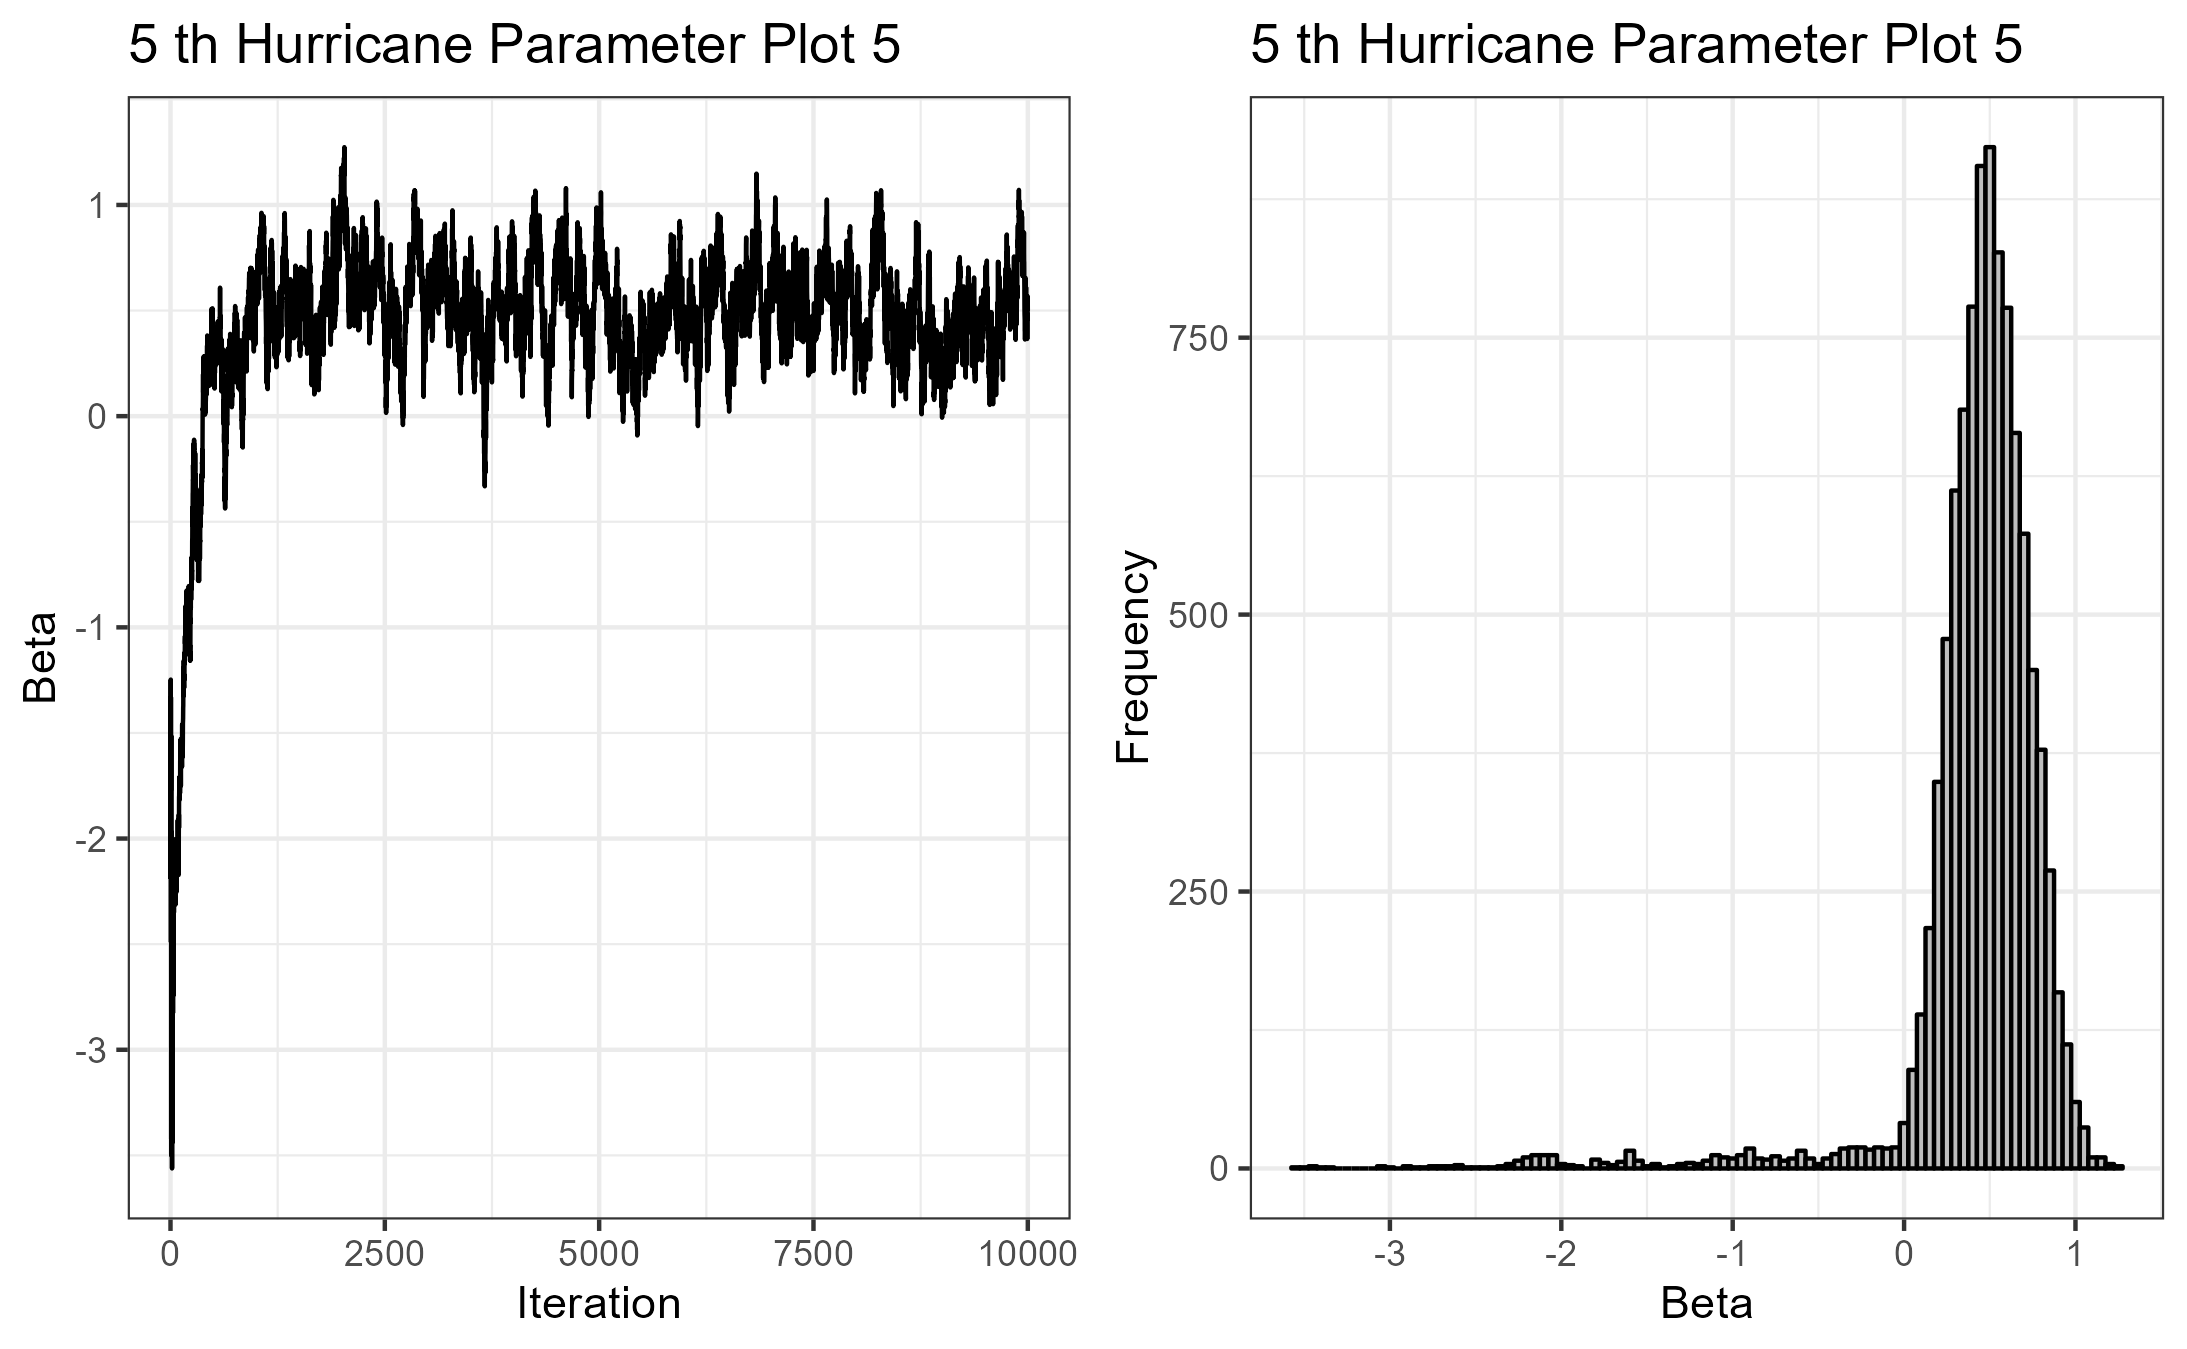 5 th Hurricane Parameter Plot 5
Beta
1
0
-1
-2
-3
0 2500 5000 7500 10000
Iteration
5 th Hurricane Parameter Plot 5
Frequency
750
500
250
0
-3 -2 -1 0 1
Beta